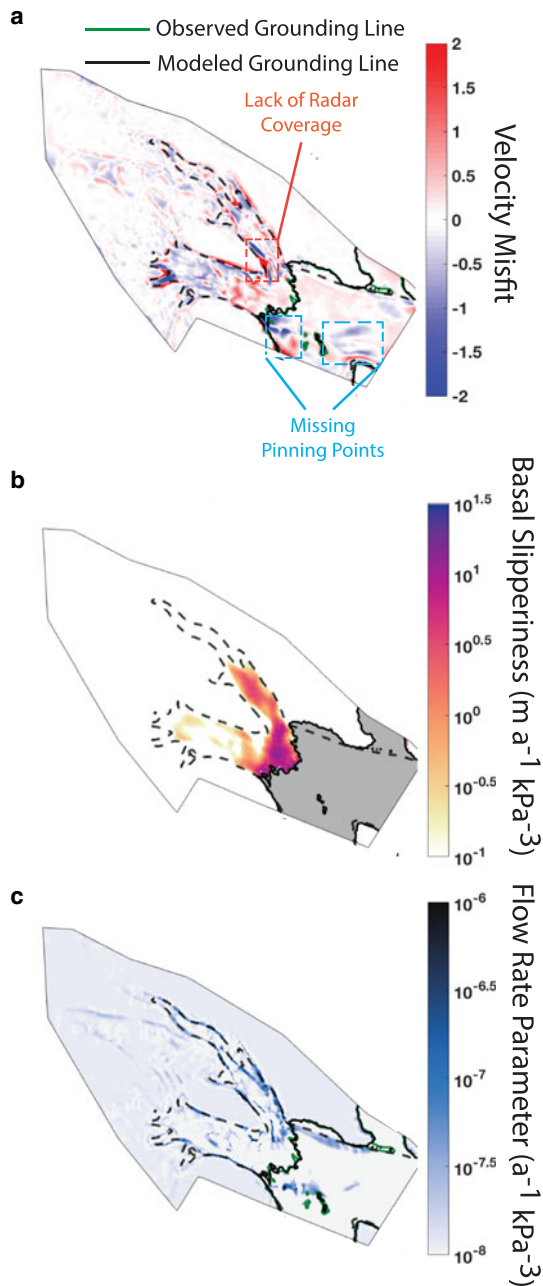 a
Observed Grounding Line
Modeled Grounding Line
Lack of Radar
Coverage
2
1.5
1
0.5
0
-0.5
-1
-1.5
-2
Velocity Misfit
Missing
Pinning Points
b
10^1.5
10^1
10^0.5
10^0
10^-0.5
10^-1
Basal Slipperiness (m a^-1 kPa^-3)
c
10^-6
10^-6.5
10^-7
10^-7.5
10^-8
Flow Rate Parameter (a^-1 kPa^-3)